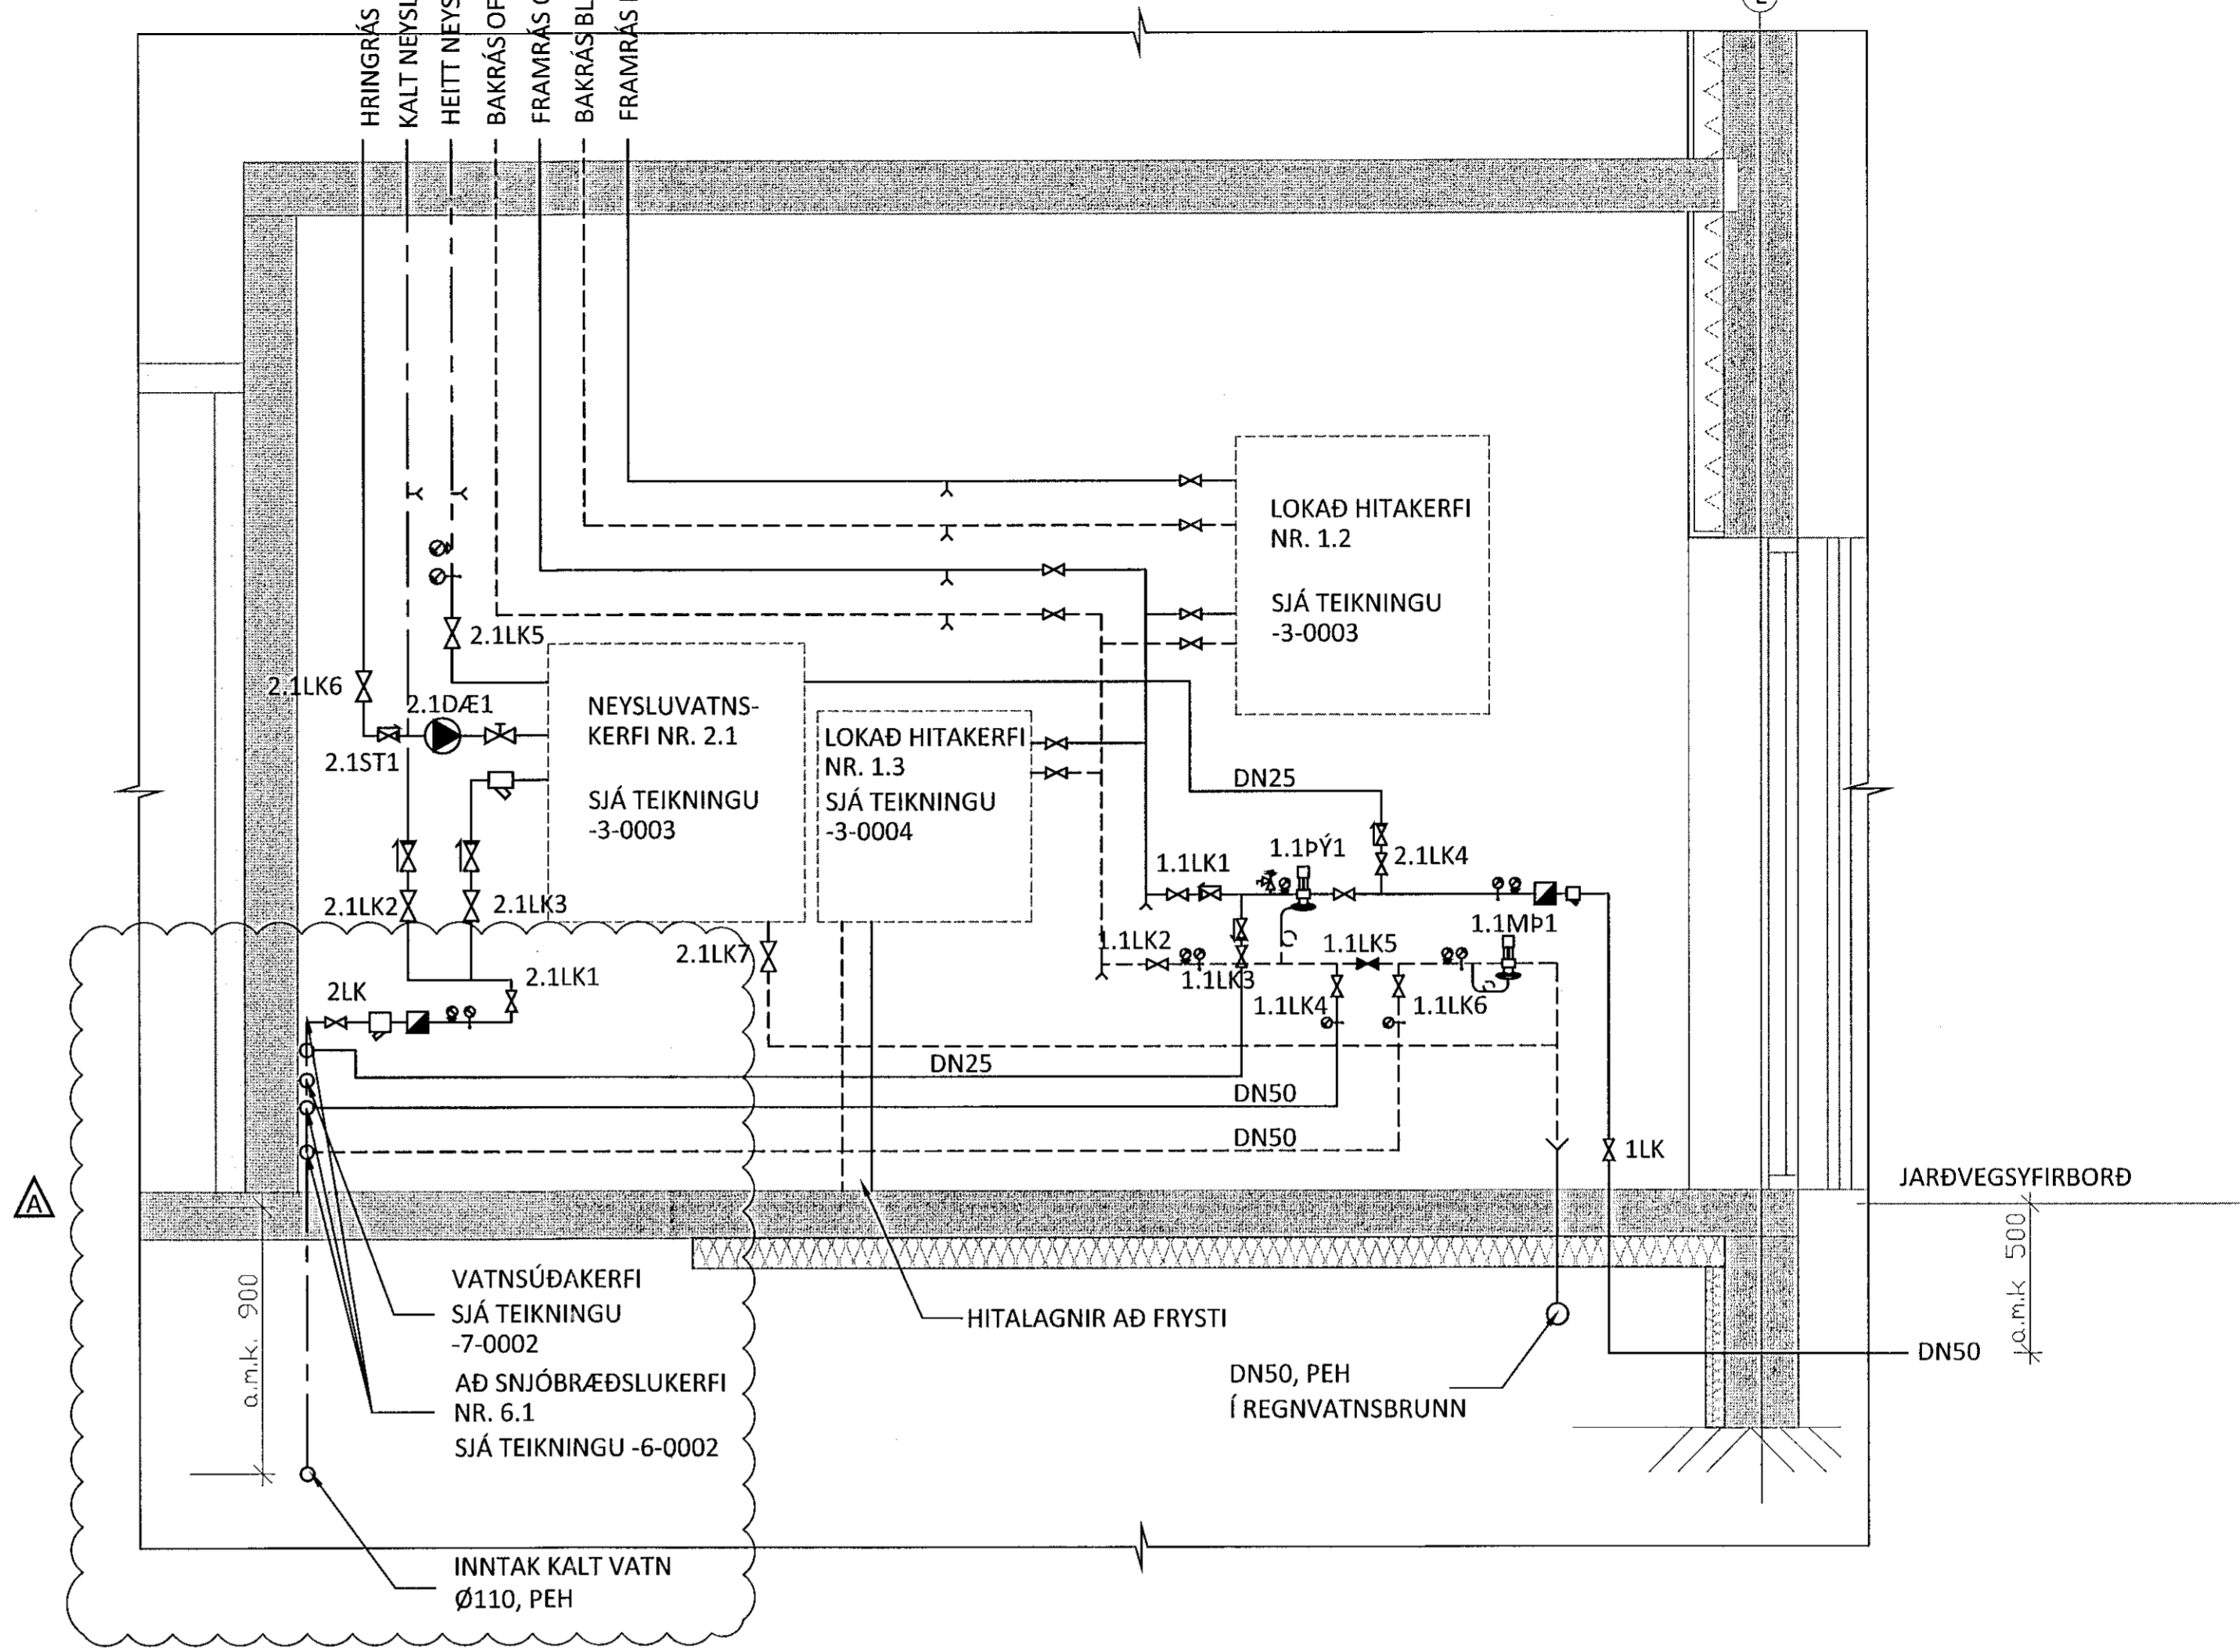 HRINGRÁS
KALT
HEITT
BAKRÁS
FRAMRÁS
BAKRÁS
FRAMRÁS
LOKAÐ HITAKERFI
NR. 1.2
SJÁ TEIKNINGU
-3-0003
2.1LK5
2.1LK6
2.1DÆ1
2.1ST1
NEYSLUVATNS-
KERFI NR. 2.1
SJÁ TEIKNINGU
-3-0003
LOKAÐ HITAKERFI
NR. 1.3
SJÁ TEIKNINGU
-3-0004
DN25
1.1LK1
1.1ÞÝ1
2.1LK4
2.1LK2
2.1LK3
1.1MÞ1
2.1LK7
1.1LK2
1.1LK3
1.1LK5
2.1LK1
2LK
1.1LK4
1.1LK6
DN25
DN50
DN50
1LK
A
JARÐVEGSYFIRBORÐ
a.m.k. 900
a.m.k 500
VATNSÚÐAKERFI
SJÁ TEIKNINGU
-7-0002
HITALAGNIR AÐ FRYSTI
DN50
AÐ SNJÓBRÆÐSLUKERFI
NR. 6.1
SJÁ TEIKNINGU -6-0002
DN50, PEH
Í REGNVATNSBRUNN
INNTAK KALT VATN
Ø110, PEH